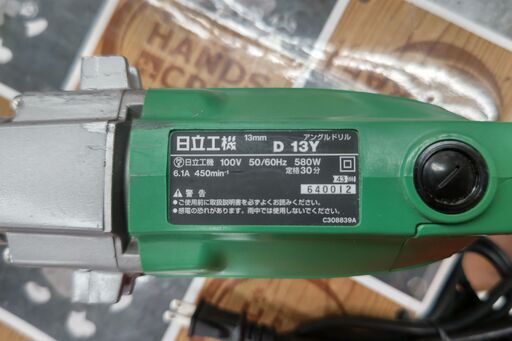 HANDS
日立工機 13mm アングルドリル D 13Y
日立工機 100V 50/60Hz 580W
6.1A 450min⁻¹ 定格30分
43
640012
警告
●ご使用前に取扱説明書を必ずよくお読みください。
●感電の恐れがあります。雨中では使用しないでください。
C308839A